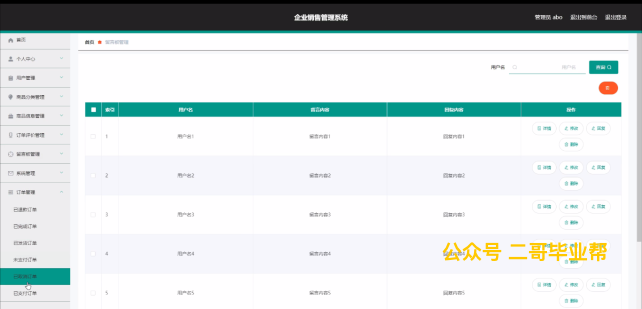 企业销售管理系统
管理员 abo 退出到前台 退出登录
首页
首页 留言板管理
个人中心
用户管理
商品分类管理
商品信息管理
订单评价管理
留言板管理
系统管理
订单管理
已退款订单
已完成订单
已发货订单
未支付订单
已支付订单
用户名 用户名 查询
索引 用户名 留言内容 回复内容 操作
1 用户名1 留言内容1 回复内容1 详情 修改 回复 删除
2 用户名2 留言内容2 回复内容2 详情 修改 回复 删除
3 用户名3 留言内容3 回复内容3 详情 修改 回复 删除
4 用户名4 留言内容4 回复内容4 删除
5 用户名5 留言内容5 回复内容5 详情 修改 回复 删除
公众号 二哥毕业帮